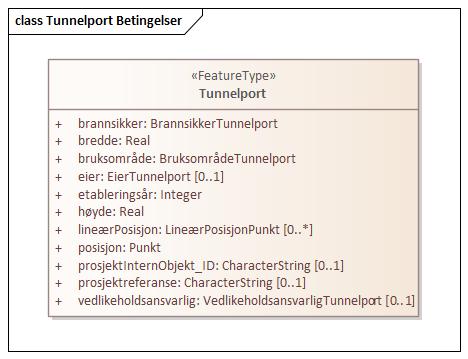 class Tunnelport Betingelser
«FeatureType»
Tunnelport
+ brannsikker: BrannsikkerTunnelport
+ bredde: Real
+ bruksområde: BruksområdeTunnelport
+ eier: EierTunnelport [0..1]
+ etableringsår: Integer
+ høyde: Real
+ lineærPosisjon: LineærPosisjonPunkt [0..*]
+ posisjon: Punkt
+ prosjektInternObjekt_ID: CharacterString [0..1]
+ prosjektreferanse: CharacterString [0..1]
+ vedlikeholdsansvarlig: VedlikeholdsansvarligTunnelport [0..1]